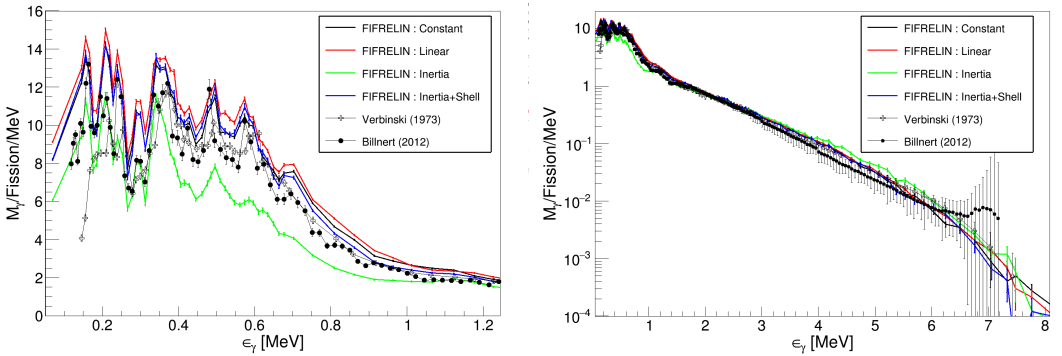 M_γ/Fission/MeV
16
14
12
10
8
6
4
2
0
0.2
0.4
0.6
0.8
1
1.2
ϵ_γ [MeV]
FIFRELIN : Constant
FIFRELIN : Linear
FIFRELIN : Inertia
FIFRELIN : Inertia+Shell
Verbinski (1973)
Billnert (2012)
M_γ/Fission/MeV
10
1
10⁻¹
10⁻²
10⁻³
10⁻⁴
1
2
3
4
5
6
7
8
ϵ_γ [MeV]
FIFRELIN : Constant
FIFRELIN : Linear
FIFRELIN : Inertia
FIFRELIN : Inertia+Shell
Verbinski (1973)
Billnert (2012)